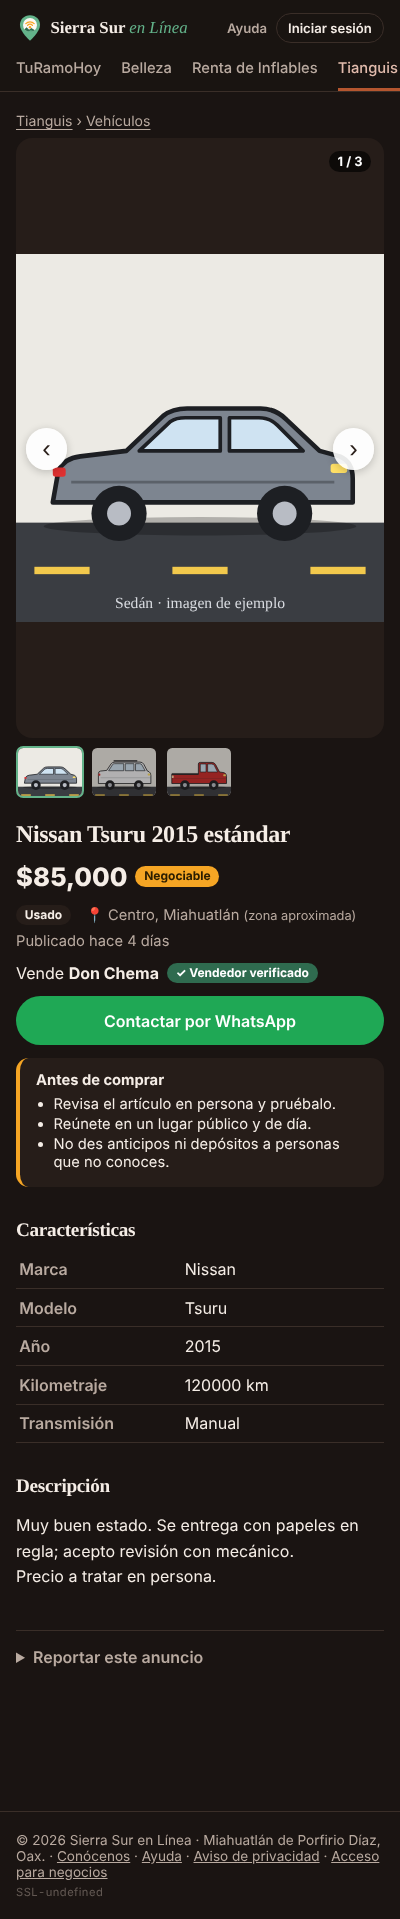 Sierra Sur en Línea
Ayuda
Iniciar sesión
TuRamoHoy Belleza Renta de Inflables Tianguis
Tianguis › Vehículos
1 / 3
‹ ›
Sedán · imagen de ejemplo
Nissan Tsuru 2015 estándar
$85,000 Negociable
Usado 📍 Centro, Miahuatlán (zona aproximada)
Publicado hace 4 días
Vende Don Chema ✓ Vendedor verificado
Contactar por WhatsApp
Antes de comprar
• Revisa el artículo en persona y pruébalo.
• Reúnete en un lugar público y de día.
• No des anticipos ni depósitos a personas
que no conoces.
Características
Marca Nissan
Modelo Tsuru
Año 2015
Kilometraje 120000 km
Transmisión Manual
Descripción
Muy buen estado. Se entrega con papeles en
regla; acepto revisión con mecánico.
Precio a tratar en persona.
▶ Reportar este anuncio
© 2026 Sierra Sur en Línea · Miahuatlán de Porfirio Díaz,
Oax. · Conócenos · Ayuda · Aviso de privacidad · Acceso
para negocios
SSL-undefined